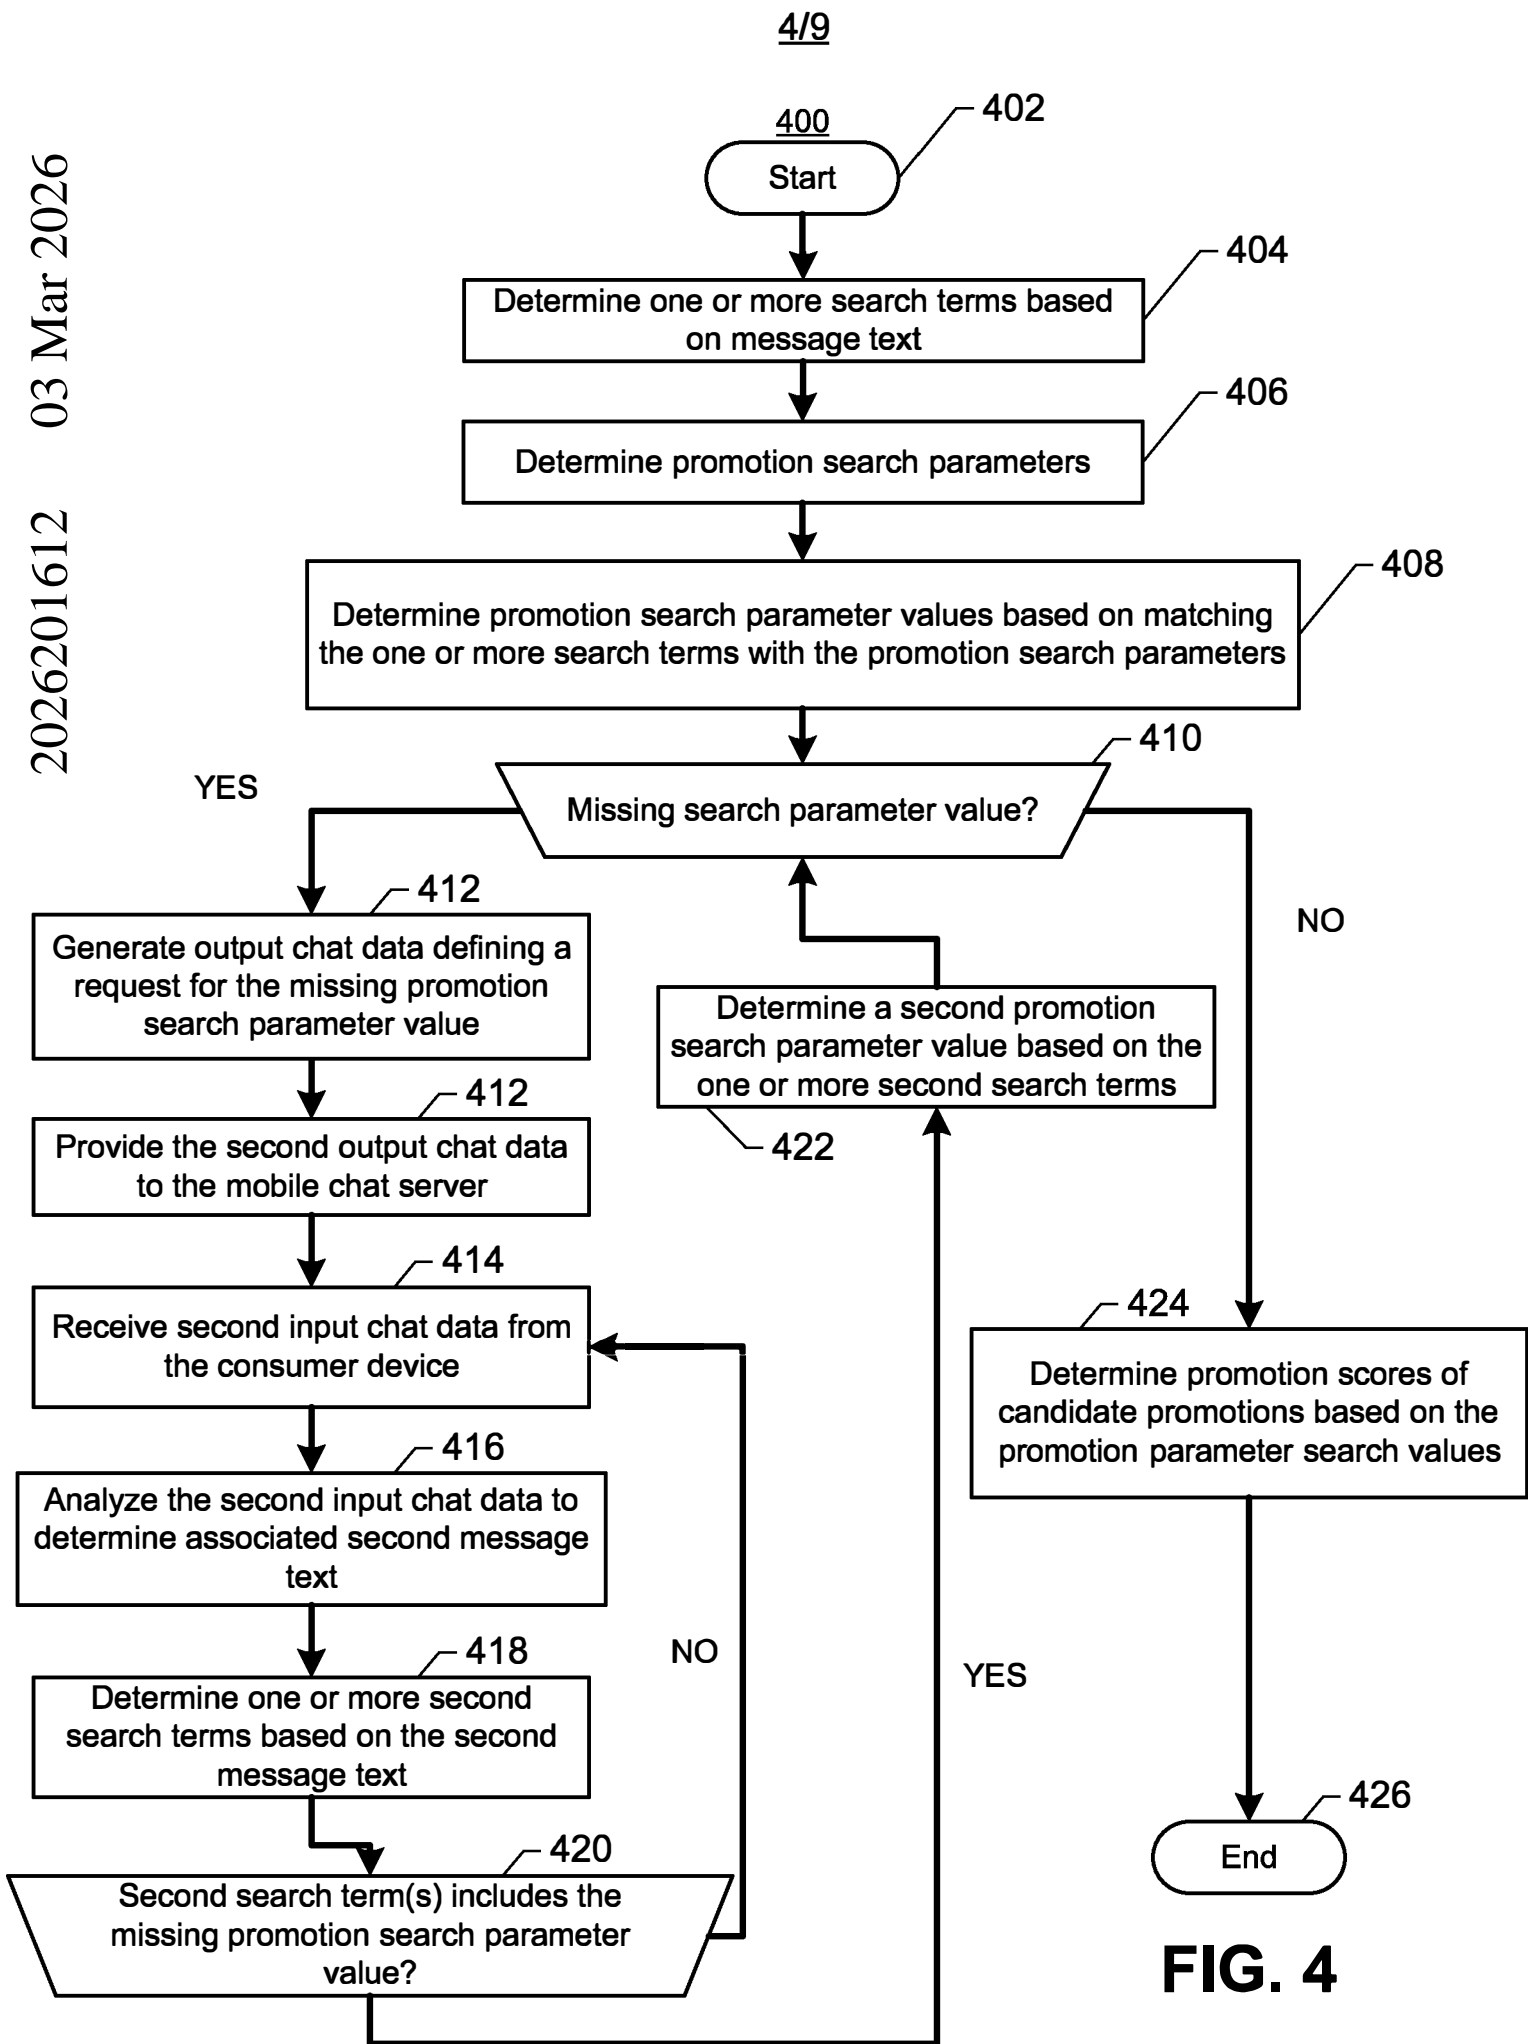 4/9
03 Mar 2026
2026201612
400
402
Start
404
Determine one or more search terms based
on message text
406
Determine promotion search parameters
408
Determine promotion search parameter values based on matching
the one or more search terms with the promotion search parameters
410
Missing search parameter value?
YES
NO
412
Generate output chat data defining a
request for the missing promotion
search parameter value
412
Provide the second output chat data
to the mobile chat server
414
Receive second input chat data from
the consumer device
416
Analyze the second input chat data to
determine associated second message
text
418
Determine one or more second
search terms based on the second
message text
420
Second search term(s) includes the
missing promotion search parameter
value?
NO
YES
Determine a second promotion
search parameter value based on the
one or more second search terms
422
424
Determine promotion scores of
candidate promotions based on the
promotion parameter search values
426
End
FIG. 4